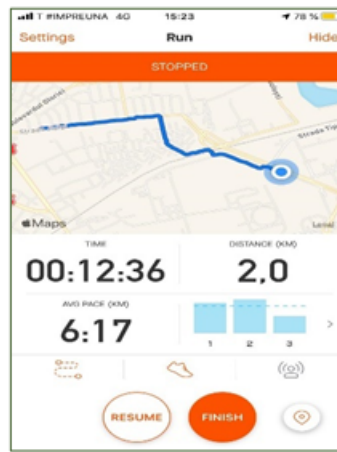 T #IMPREUNA 4G 15:23 78 %
Settings Run Hide
STOPPED
Strada Tip
Maps
Legal
TIME DISTANCE (KM)
00:12:36 2,0
AVG PACE (KM)
6:17
1 2 3
RESUME FINISH